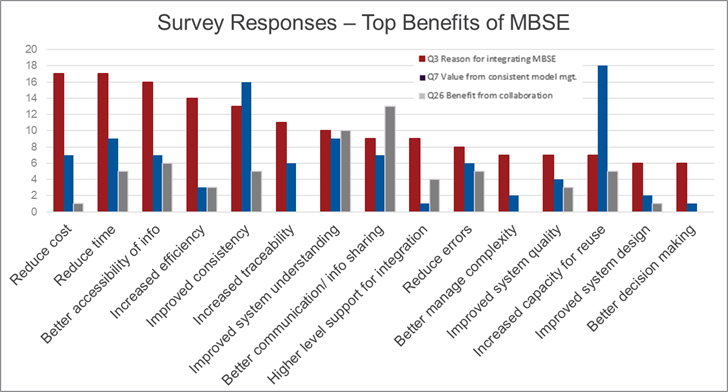 Survey Responses – Top Benefits of MBSE
20
18
16
14
12
10
8
6
4
2
0
Q3 Reason for integrating MBSE
Q7 Value from consistent model mgt.
Q26 Benefit from collaboration
Reduce cost
Reduce time
Better accessibility of info
Increased efficiency
Improved consistency
Increased traceability
Improved system understanding
Better communication/ info sharing
Higher level support for integration
Reduce errors
Better manage complexity
Improved system quality
Increased capacity for reuse
Improved system design
Better decision making